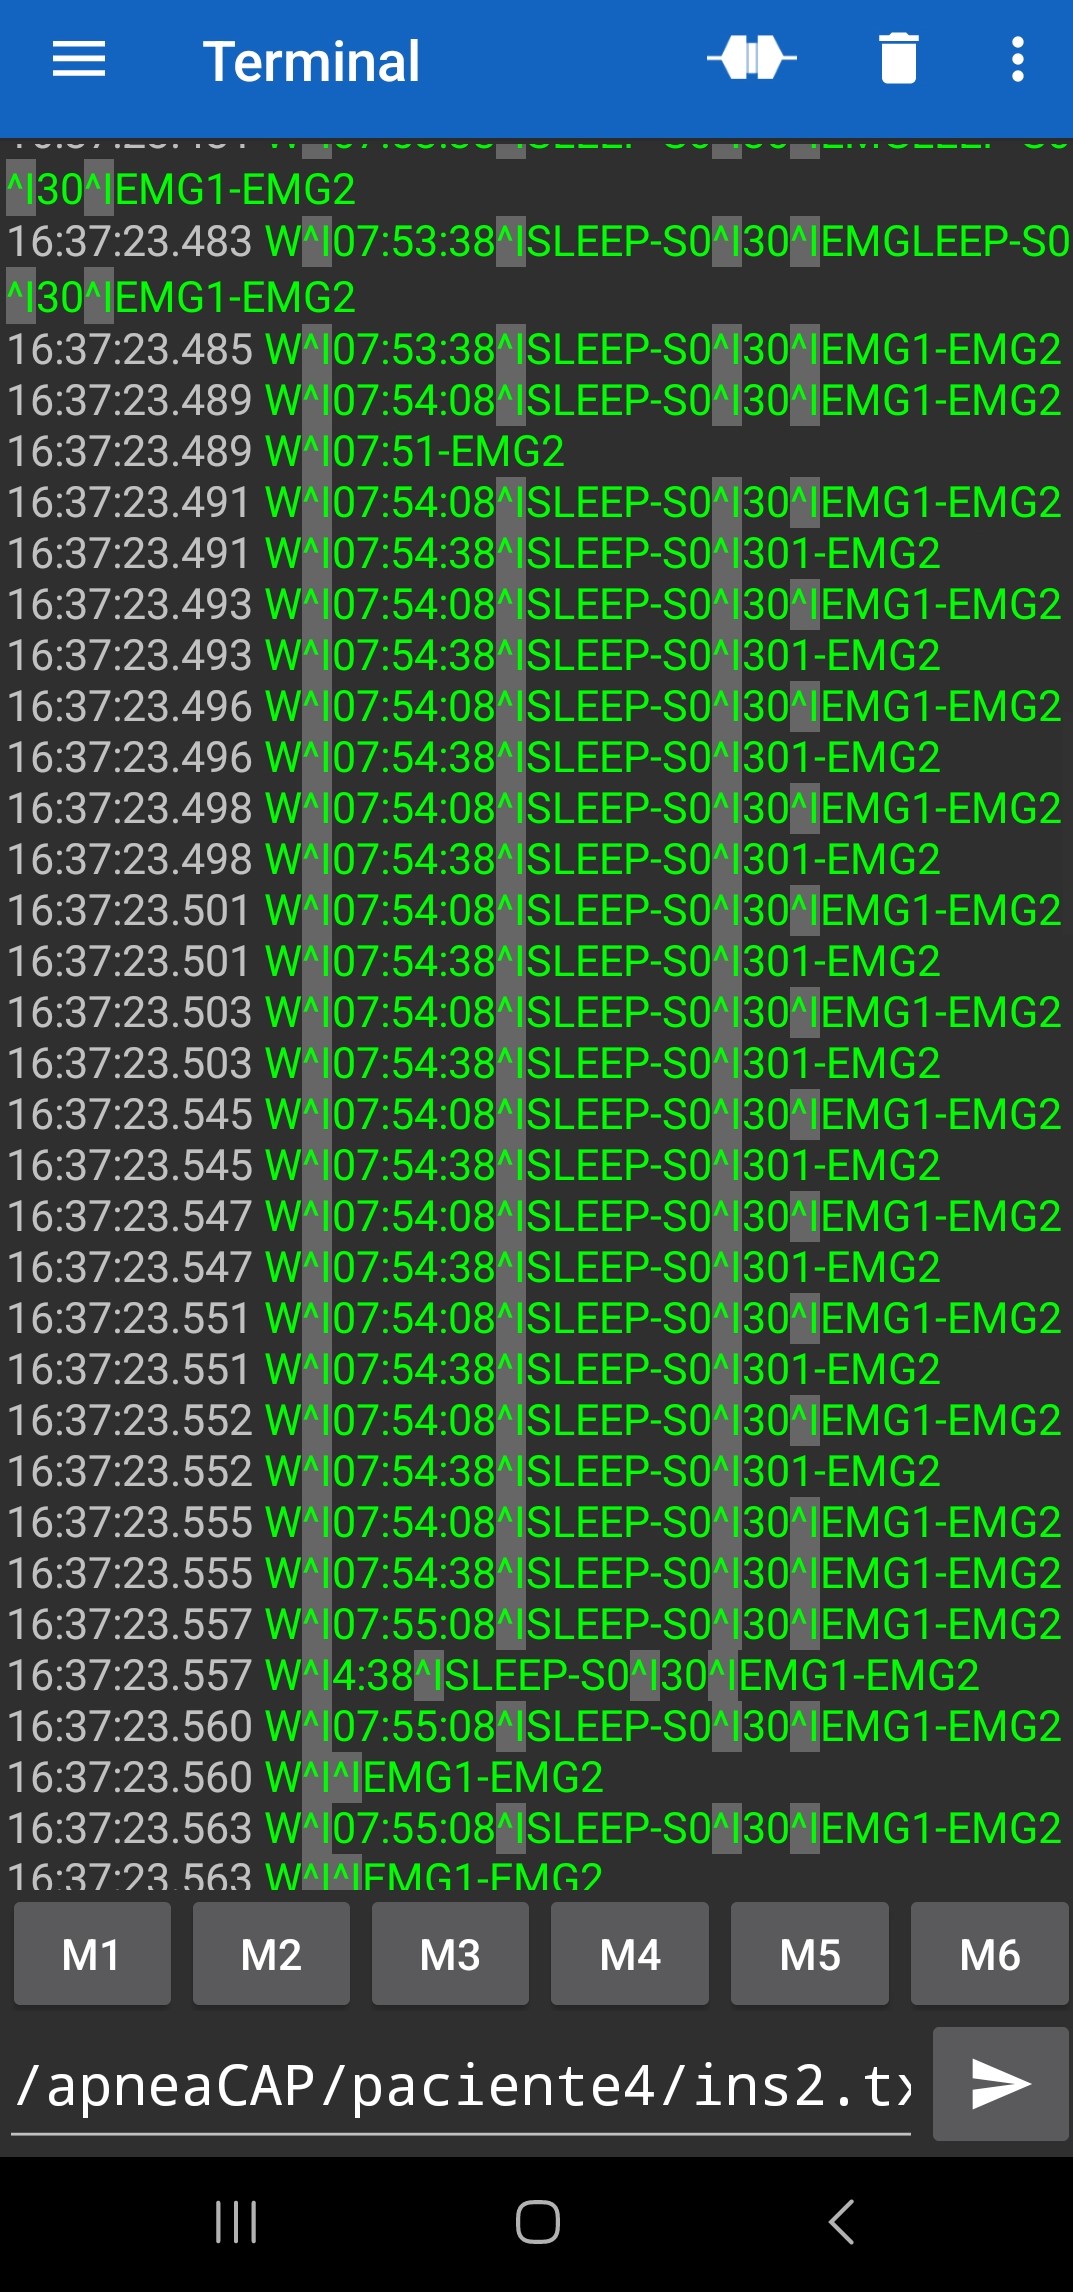 Terminal
^I30^IEMG1-EMG2
16:37:23.483 W^I07:53:38^ISLEEP-S0^I30^IEMGLEEP-S0
^I30^IEMG1-EMG2
16:37:23.485 W^I07:53:38^ISLEEP-S0^I30^IEMG1-EMG2
16:37:23.489 W^I07:54:08^ISLEEP-S0^I30^IEMG1-EMG2
16:37:23.489 W^I07:51-EMG2
16:37:23.491 W^I07:54:08^ISLEEP-S0^I30^IEMG1-EMG2
16:37:23.491 W^I07:54:38^ISLEEP-S0^I301-EMG2
16:37:23.493 W^I07:54:08^ISLEEP-S0^I30^IEMG1-EMG2
16:37:23.493 W^I07:54:38^ISLEEP-S0^I301-EMG2
16:37:23.496 W^I07:54:08^ISLEEP-S0^I30^IEMG1-EMG2
16:37:23.496 W^I07:54:38^ISLEEP-S0^I301-EMG2
16:37:23.498 W^I07:54:08^ISLEEP-S0^I30^IEMG1-EMG2
16:37:23.498 W^I07:54:38^ISLEEP-S0^I301-EMG2
16:37:23.501 W^I07:54:08^ISLEEP-S0^I30^IEMG1-EMG2
16:37:23.501 W^I07:54:38^ISLEEP-S0^I301-EMG2
16:37:23.503 W^I07:54:08^ISLEEP-S0^I30^IEMG1-EMG2
16:37:23.503 W^I07:54:38^ISLEEP-S0^I301-EMG2
16:37:23.545 W^I07:54:08^ISLEEP-S0^I30^IEMG1-EMG2
16:37:23.545 W^I07:54:38^ISLEEP-S0^I301-EMG2
16:37:23.547 W^I07:54:08^ISLEEP-S0^I30^IEMG1-EMG2
16:37:23.547 W^I07:54:38^ISLEEP-S0^I301-EMG2
16:37:23.551 W^I07:54:08^ISLEEP-S0^I30^IEMG1-EMG2
16:37:23.551 W^I07:54:38^ISLEEP-S0^I301-EMG2
16:37:23.552 W^I07:54:08^ISLEEP-S0^I30^IEMG1-EMG2
16:37:23.552 W^I07:54:38^ISLEEP-S0^I301-EMG2
16:37:23.555 W^I07:54:08^ISLEEP-S0^I30^IEMG1-EMG2
16:37:23.555 W^I07:54:38^ISLEEP-S0^I30^IEMG1-EMG2
16:37:23.557 W^I07:55:08^ISLEEP-S0^I30^IEMG1-EMG2
16:37:23.557 W^I4:38^ISLEEP-S0^I30^IEMG1-EMG2
16:37:23.560 W^I07:55:08^ISLEEP-S0^I30^IEMG1-EMG2
16:37:23.560 W^I^IEMG1-EMG2
16:37:23.563 W^I07:55:08^ISLEEP-S0^I30^IEMG1-EMG2
16:37:23.563 W^I^IEMG1-EMG2
M1 M2 M3 M4 M5 M6
/apneaCAP/paciente4/ins2.tx